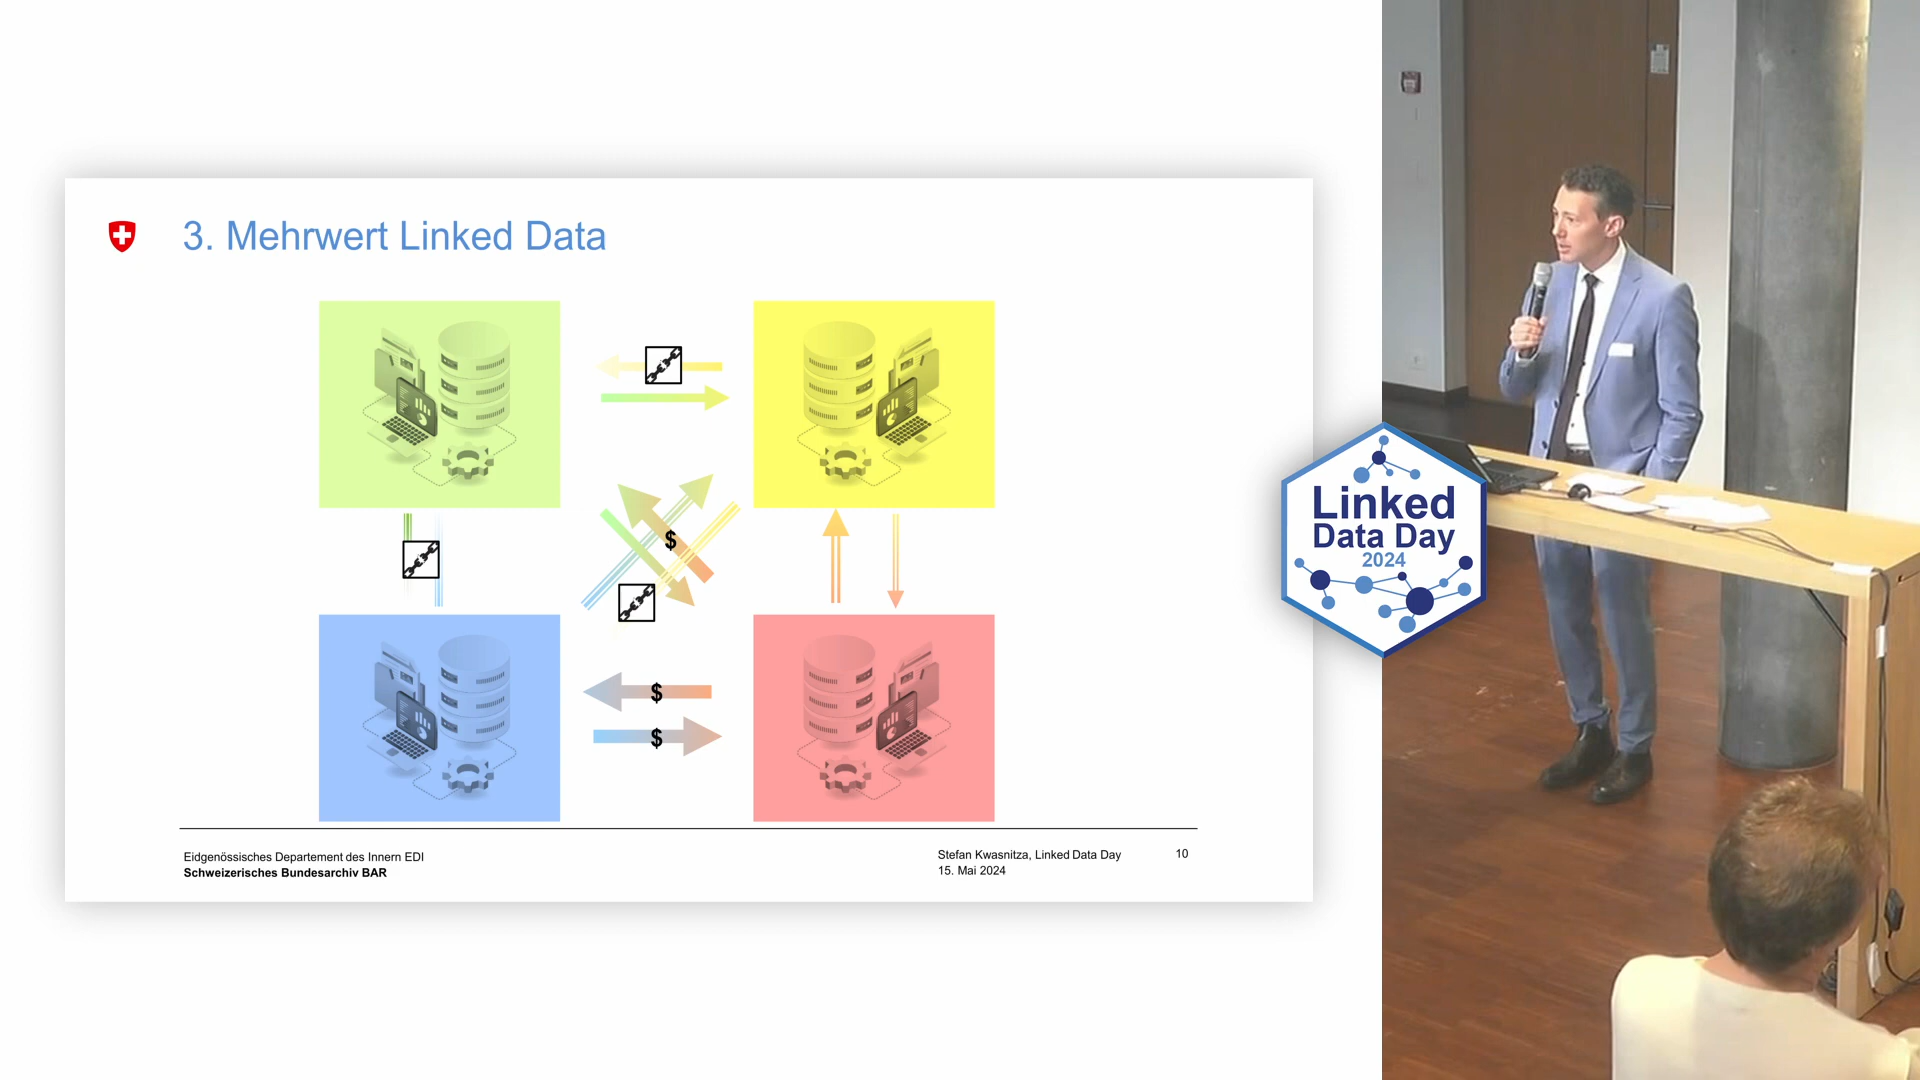 3. Mehrwert Linked Data
$
$
$
Eidgenössisches Departement des Innern EDI
Schweizerisches Bundesarchiv BAR
Stefan Kwasnitza, Linked Data Day
15. Mai 2024
10
Linked
Data Day
2024